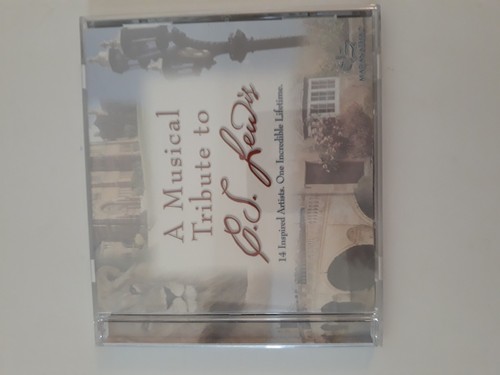 A Musical
Tribute to
C.S. Lewis
14 Inspired Artists. One Incredible Lifetime.